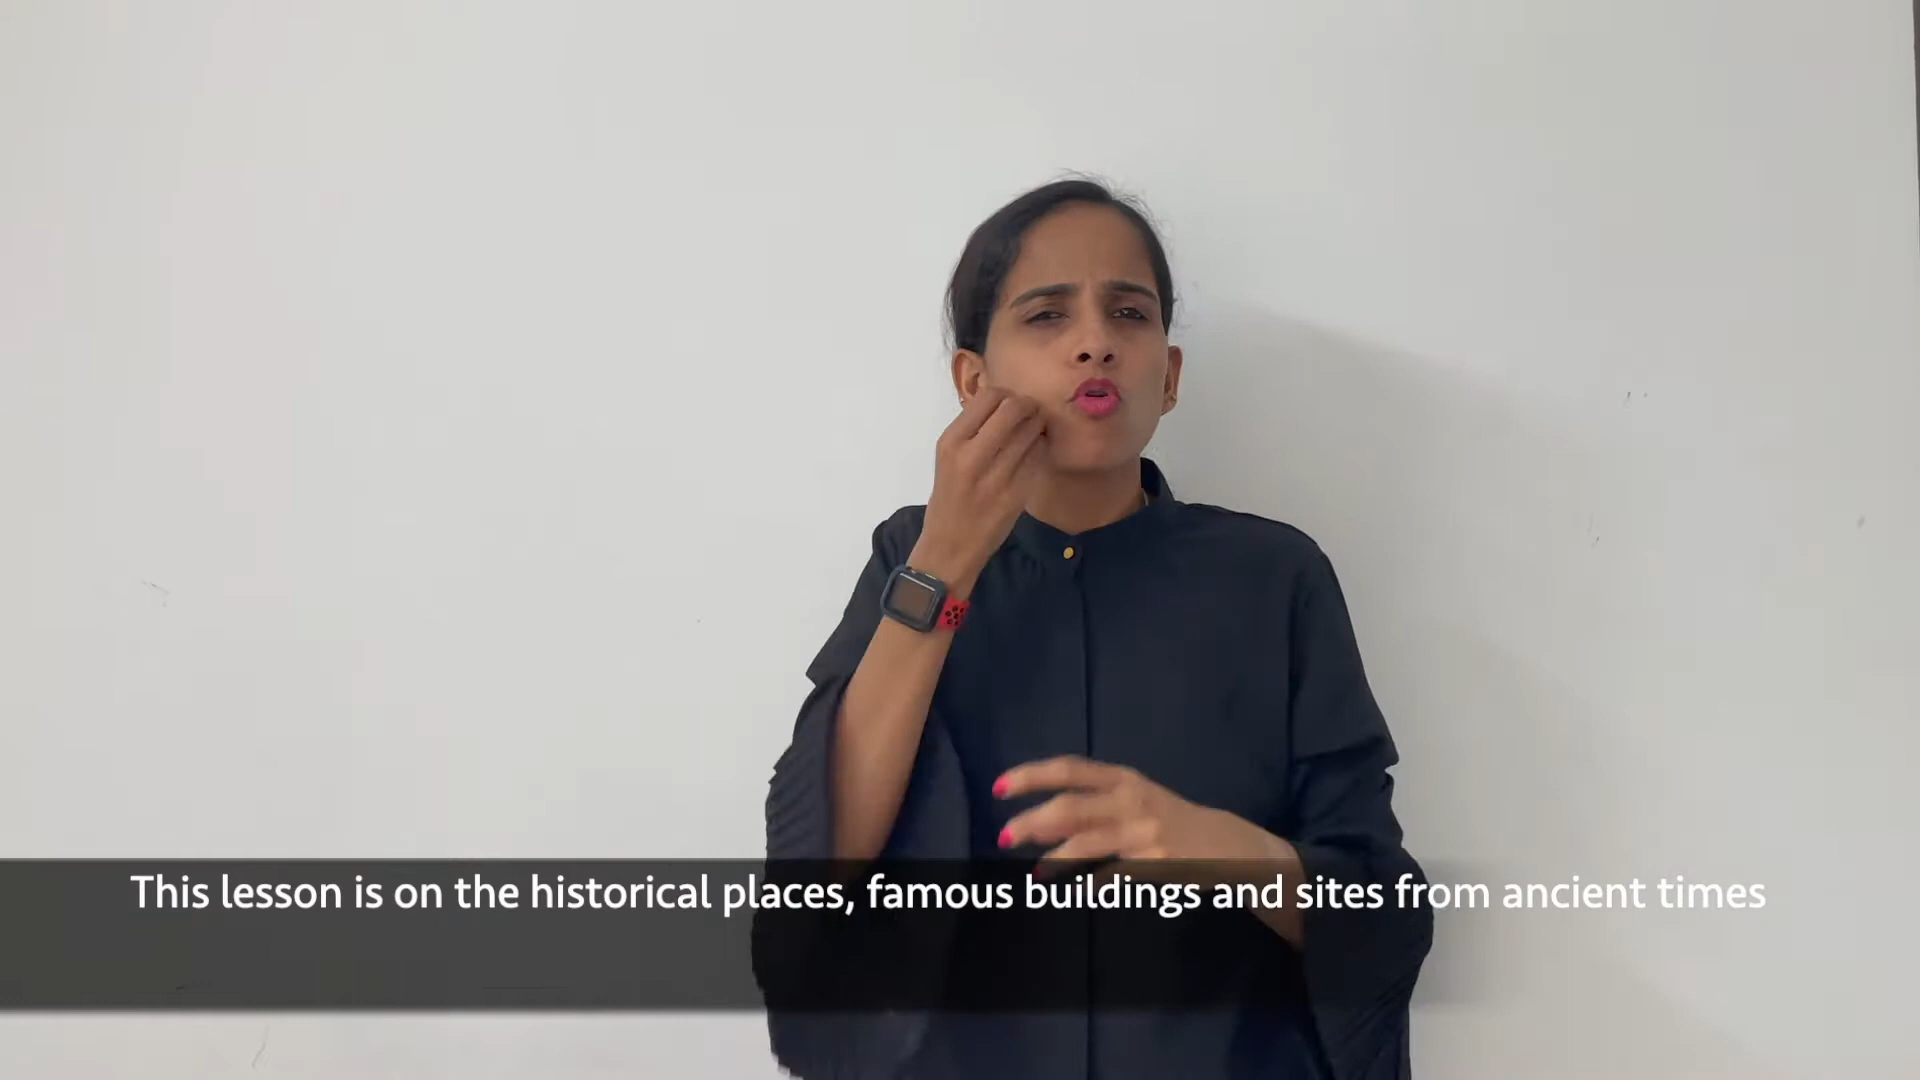 This lesson is on the historical places, famous buildings and sites from ancient times